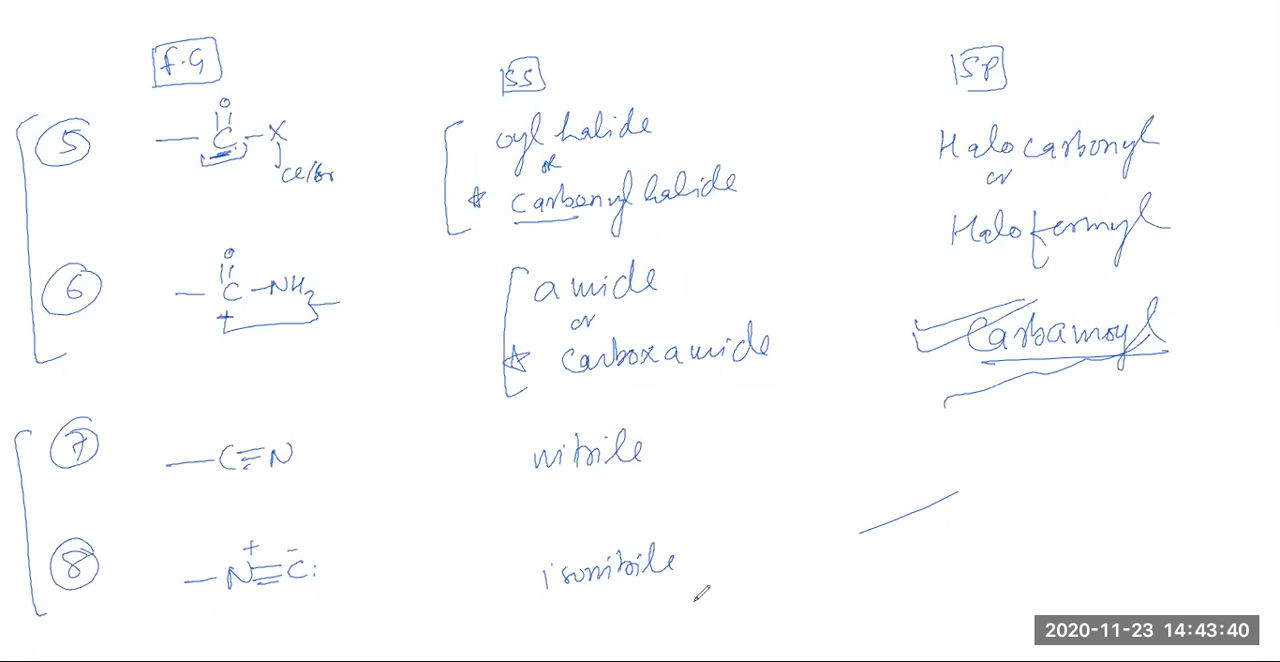 F.G SS SP
5 O
— C — X oyl halide Halocarbonyl
Cl/Br or or
* carbonyl halide Haloformyl
6 O
— C — NH2 amide
+ or Carbamoyl
* carboxamide
7 — C≡N nitrile
8 + −
— N≡C: isonitrile
2020-11-23 14:43:40